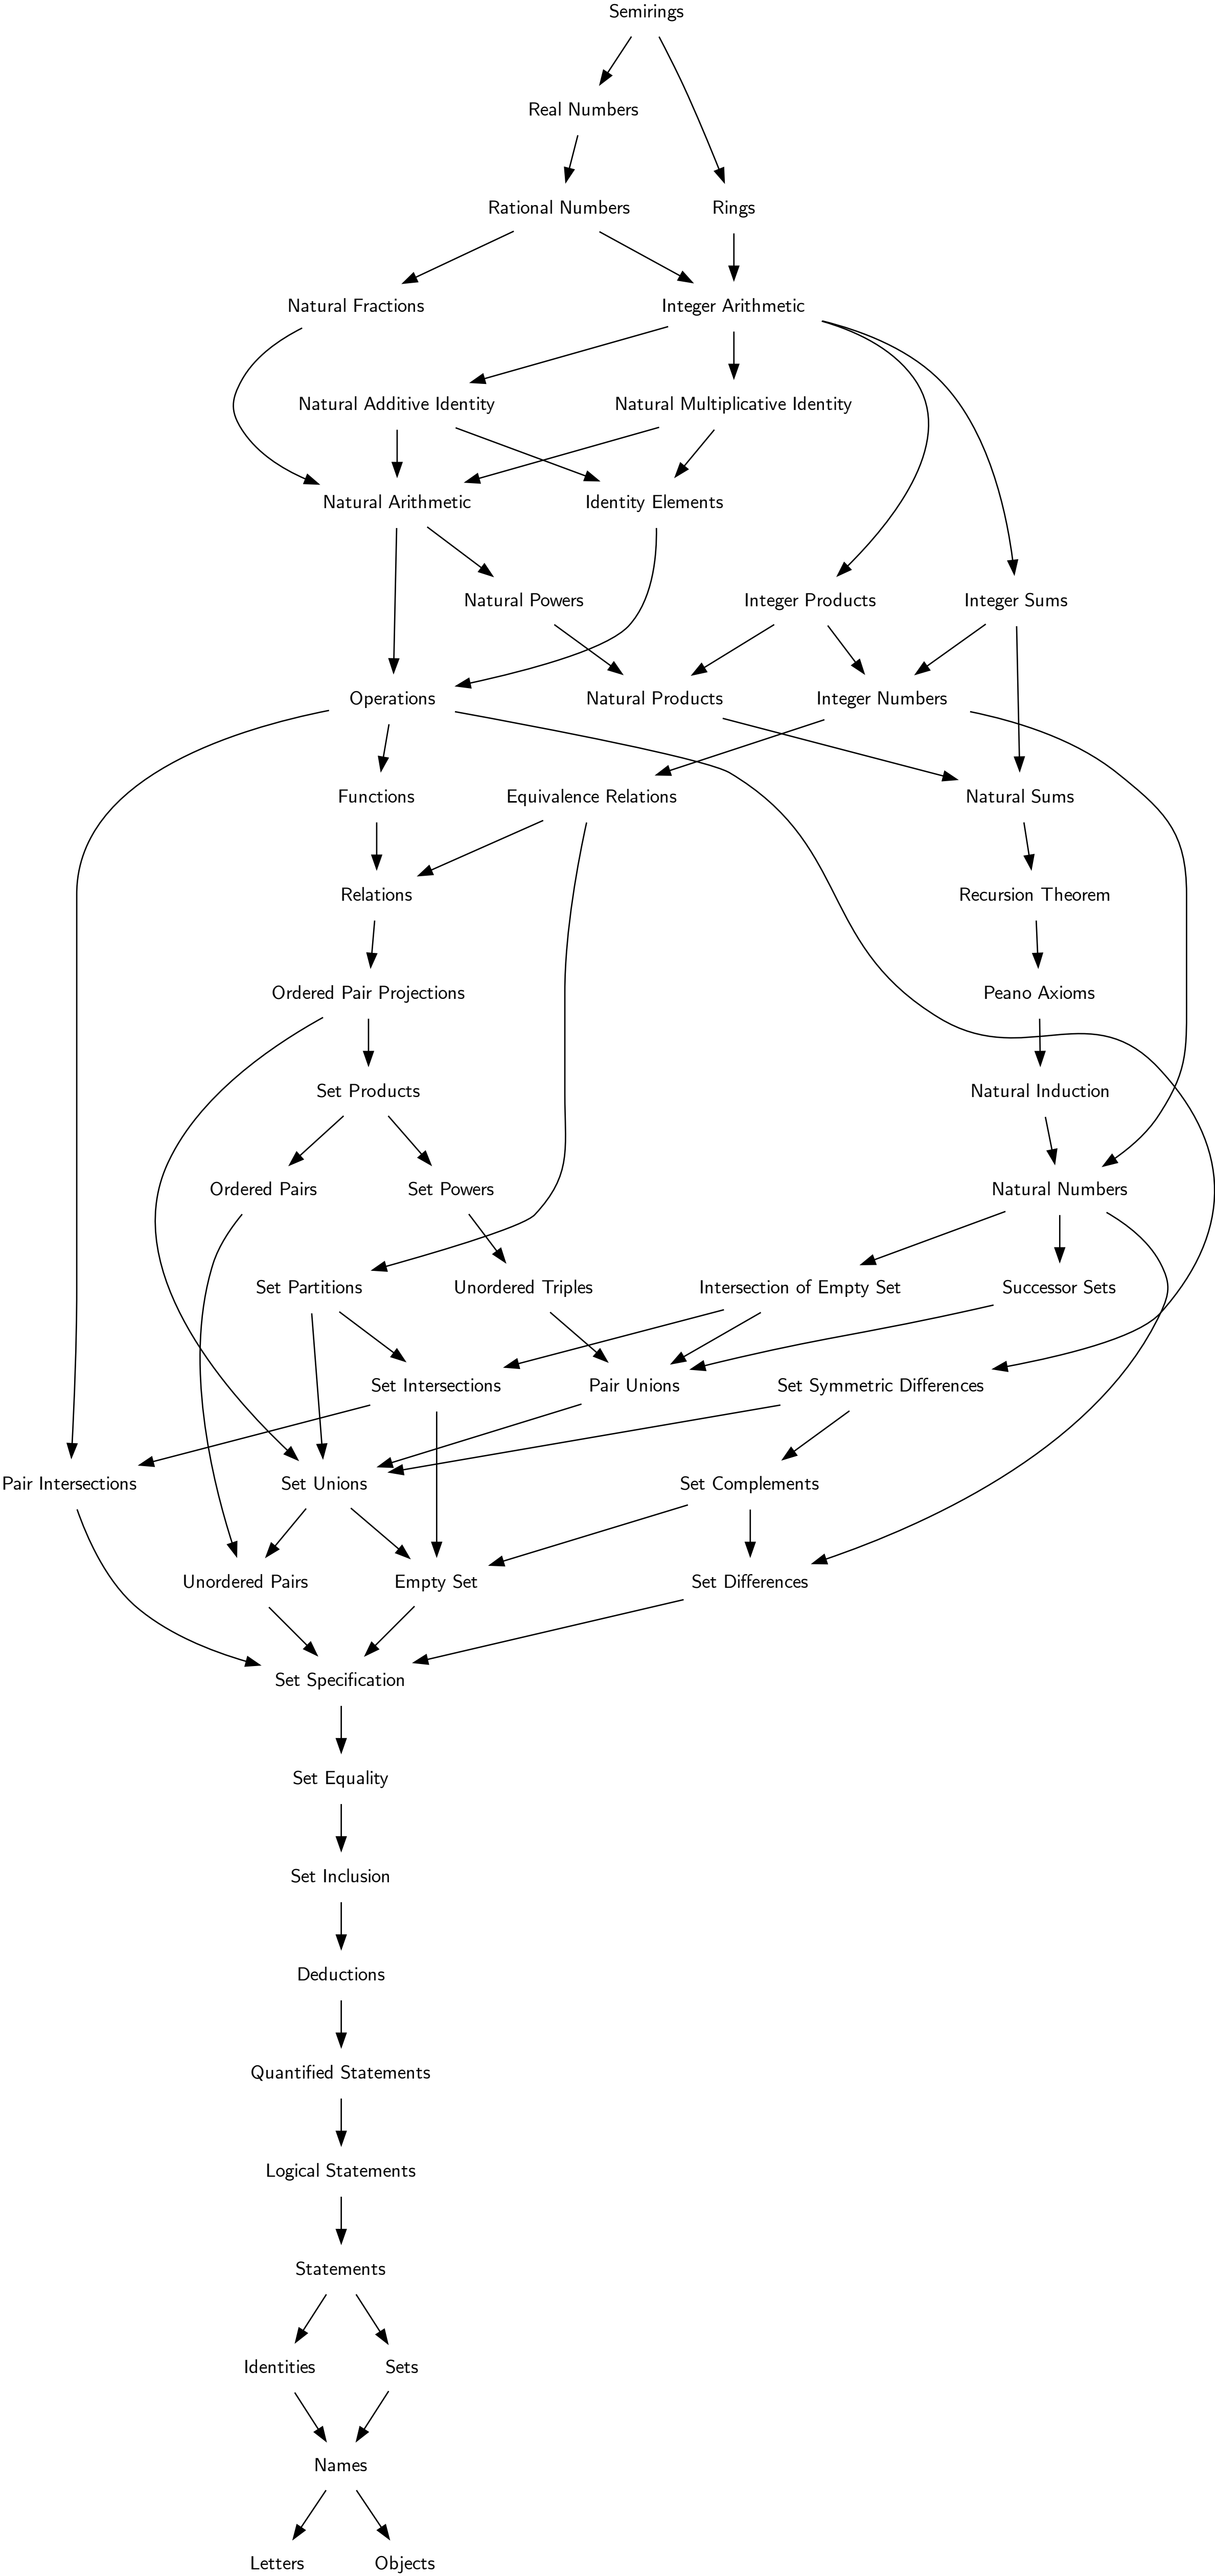 Semirings
Real Numbers
Rational Numbers
Rings
Natural Fractions
Integer Arithmetic
Natural Additive Identity
Natural Multiplicative Identity
Natural Arithmetic
Identity Elements
Natural Powers
Integer Products
Integer Sums
Operations
Natural Products
Integer Numbers
Functions
Equivalence Relations
Natural Sums
Relations
Recursion Theorem
Ordered Pair Projections
Peano Axioms
Set Products
Natural Induction
Ordered Pairs
Set Powers
Natural Numbers
Set Partitions
Unordered Triples
Intersection of Empty Set
Successor Sets
Set Intersections
Pair Unions
Set Symmetric Differences
Pair Intersections
Set Unions
Set Complements
Unordered Pairs
Empty Set
Set Differences
Set Specification
Set Equality
Set Inclusion
Deductions
Quantified Statements
Logical Statements
Statements
Identities
Sets
Names
Letters
Objects